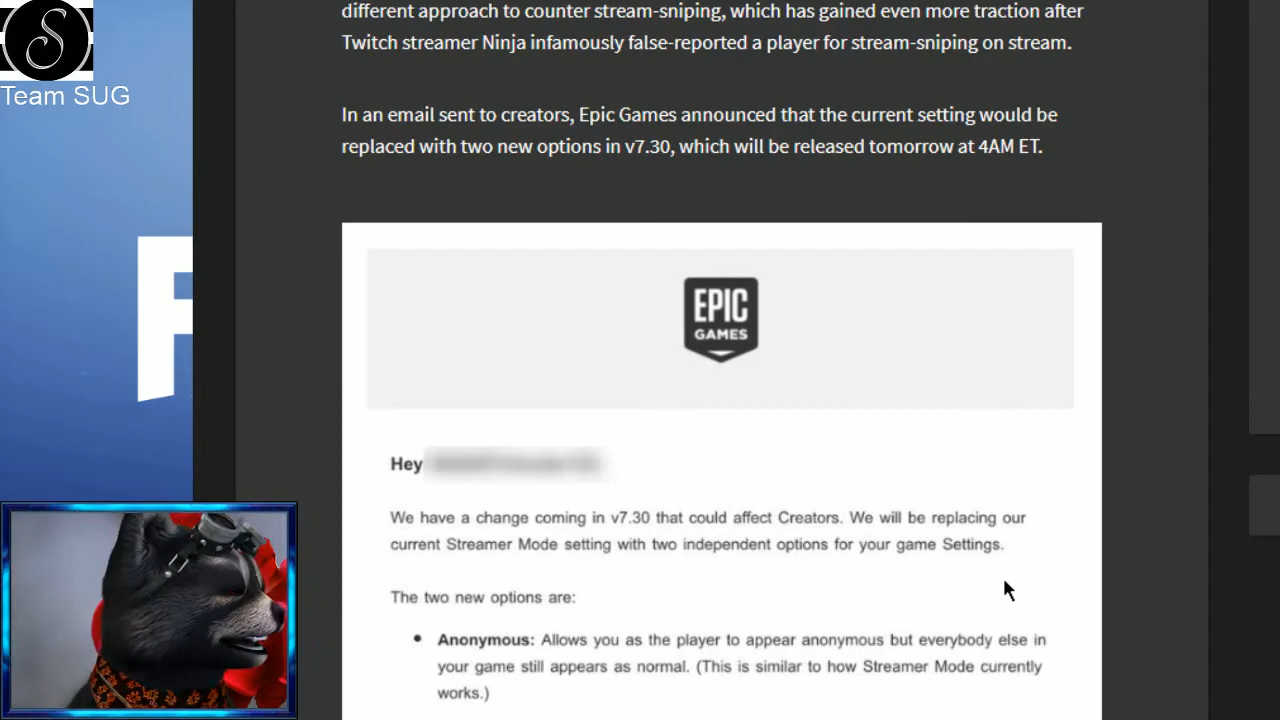 different approach to counter stream-sniping, which has gained even more traction after
Twitch streamer Ninja infamously false-reported a player for stream-sniping on stream.
Team SUG
In an email sent to creators, Epic Games announced that the current setting would be
replaced with two new options in v7.30, which will be released tomorrow at 4AM ET.
EPIC
GAMES
Hey
We have a change coming in v7.30 that could affect Creators. We will be replacing our
current Streamer Mode setting with two independent options for your game Settings.
The two new options are:
• Anonymous: Allows you as the player to appear anonymous but everybody else in
your game still appears as normal. (This is similar to how Streamer Mode currently
works.)